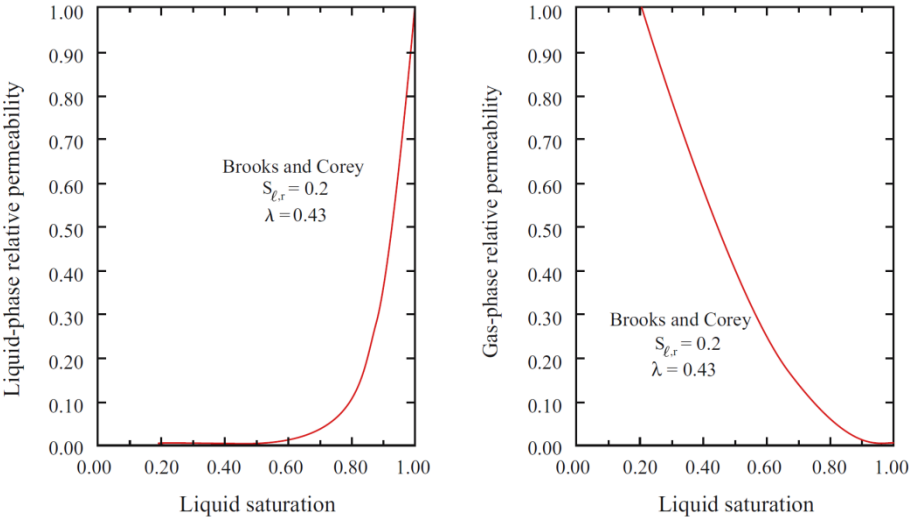 Liquid-phase relative permeability
1.00
0.90
0.80
0.70
0.60
0.50
0.40
0.30
0.20
0.10
0.00
Brooks and Corey
Sℓ,r = 0.2
λ = 0.43
0.00 0.20 0.40 0.60 0.80 1.00
Liquid saturation
Gas-phase relative permeability
1.00
0.90
0.80
0.70
0.60
0.50
0.40
0.30
0.20
0.10
0.00
Brooks and Corey
Sℓ,r = 0.2
λ = 0.43
0.00 0.20 0.40 0.60 0.80 1.00
Liquid saturation